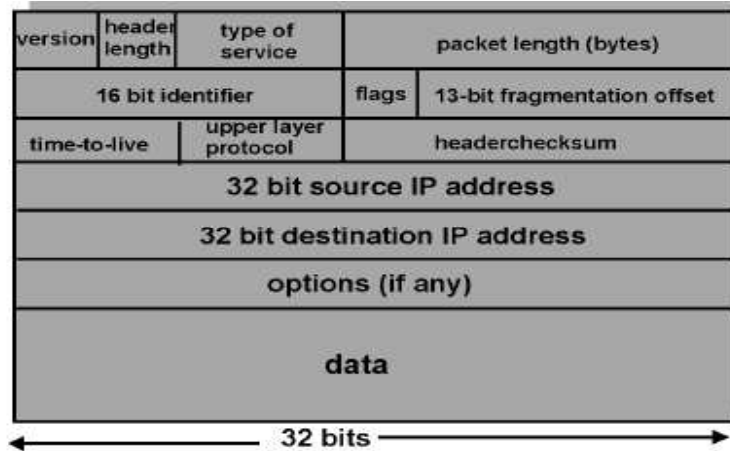 version
header
length
type of
service
packet length (bytes)
16 bit identifier
flags
13-bit fragmentation offset
time-to-live
upper layer
protocol
headerchecksum
32 bit source IP address
32 bit destination IP address
options (if any)
data
32 bits